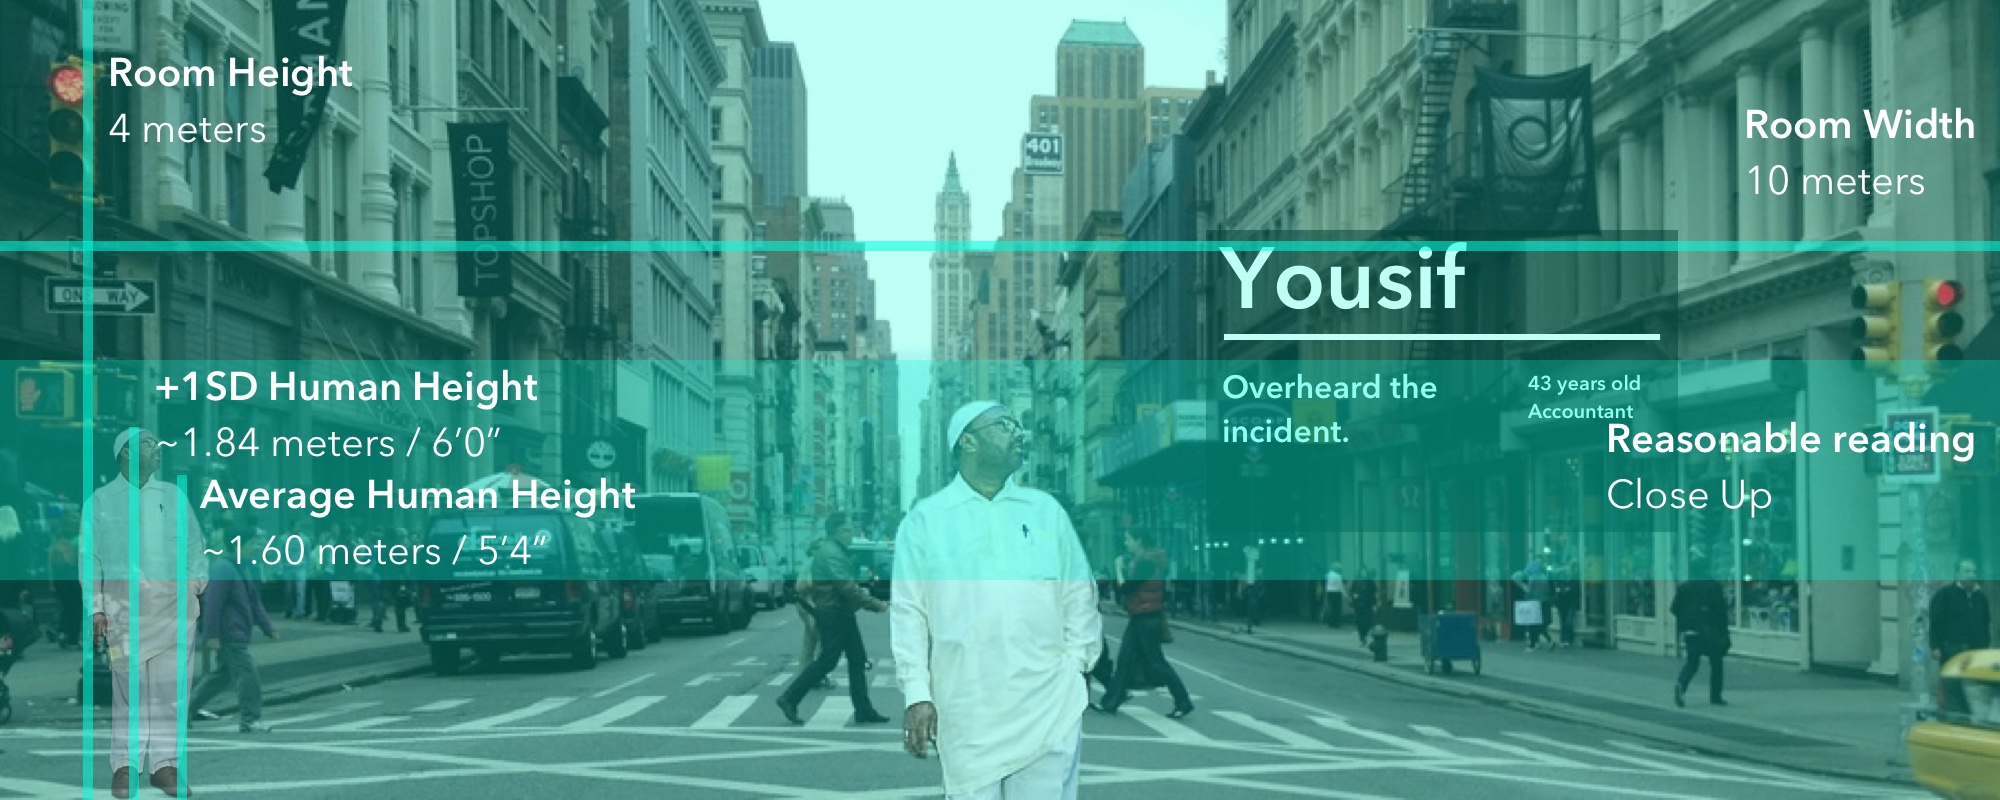 Room Height
4 meters
Room Width
10 meters
TOPSHOP
401
Broadway
ONE WAY
Yousif
+1SD Human Height
~1.84 meters / 6’0”
Overheard the
incident.
43 years old
Accountant
Reasonable reading
Close Up
Average Human Height
~1.60 meters / 5’4”